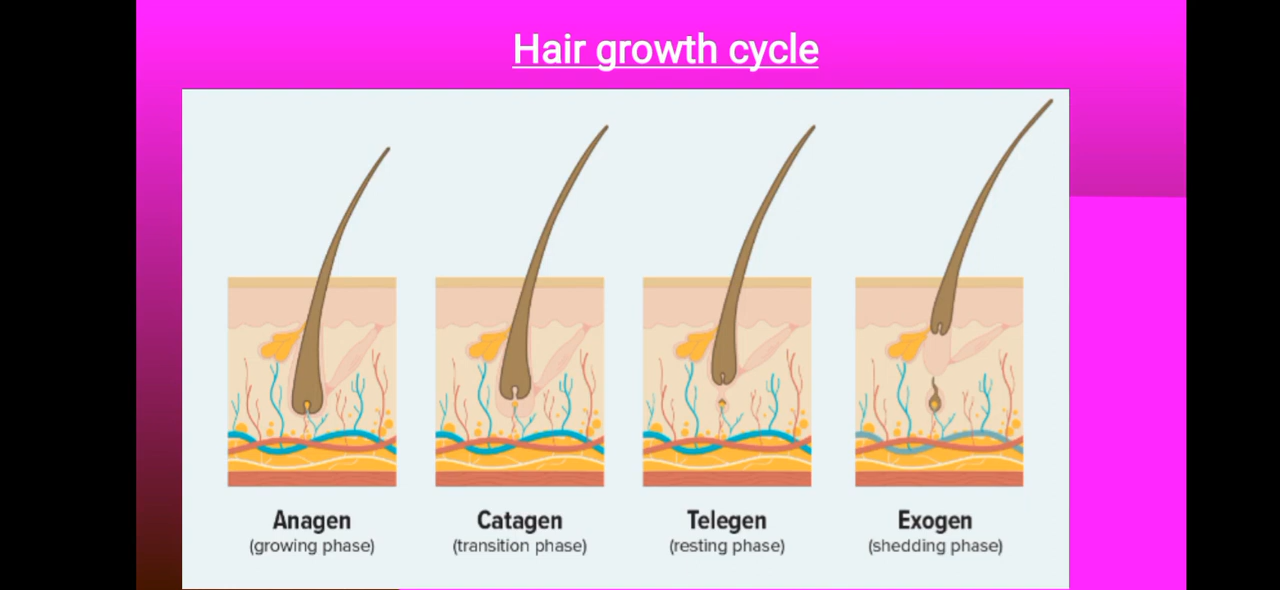 Hair growth cycle
Anagen
(growing phase)
Catagen
(transition phase)
Telegen
(resting phase)
Exogen
(shedding phase)